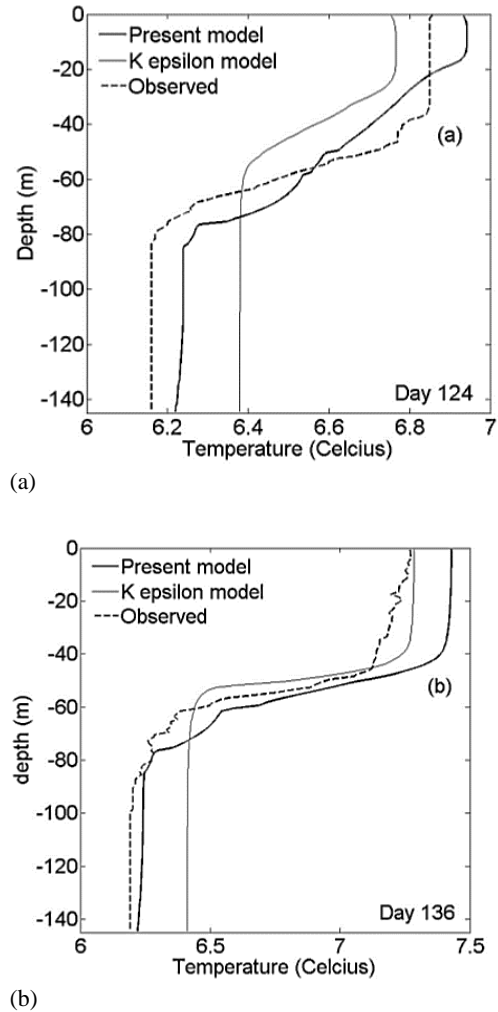 0
-20
-40
-60
-80
-100
-120
-140
Depth (m)
Present model
K epsilon model
Observed
(a)
Day 124
6
6.2
6.4
6.6
6.8
7
Temperature (Celcius)
(a)
0
-20
-40
-60
-80
-100
-120
-140
depth (m)
Present model
K epsilon model
Observed
(b)
Day 136
6
6.5
7
7.5
Temperature (Celcius)
(b)